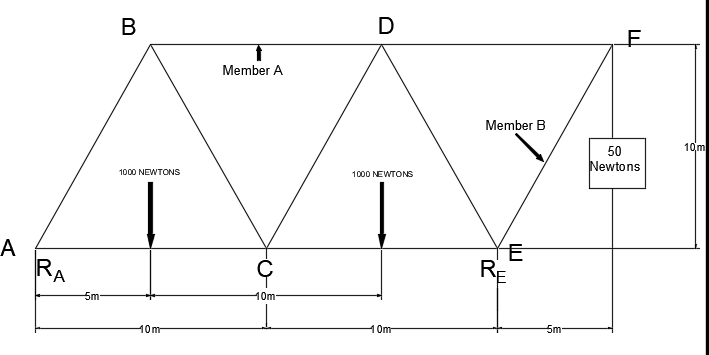 B
D
F
Member A
Member B
50
Newtons
10m
1000 NEWTONS
1000 NEWTONS
A
RA
C
RE
E
5m
10m
10m
10m
5m